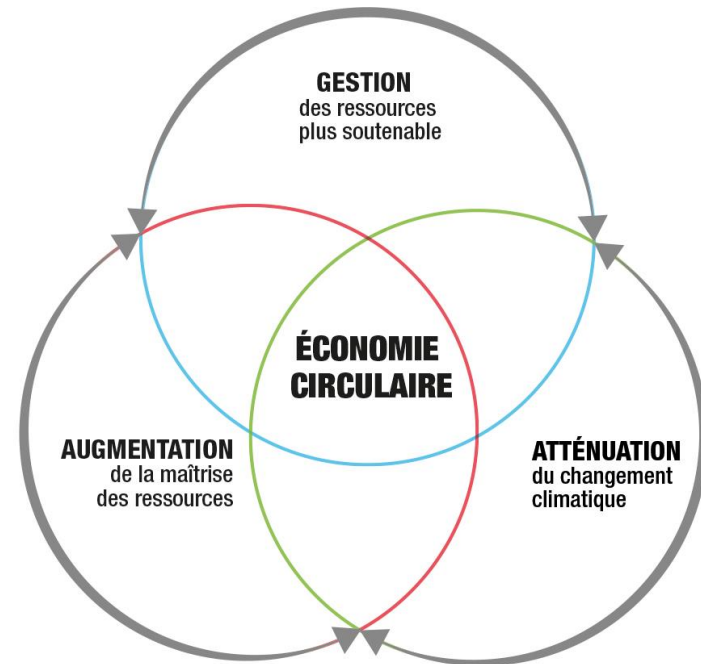 GESTION
des ressources
plus soutenable
ÉCONOMIE
CIRCULAIRE
AUGMENTATION
de la maîtrise
des ressources
ATTÉNUATION
du changement
climatique